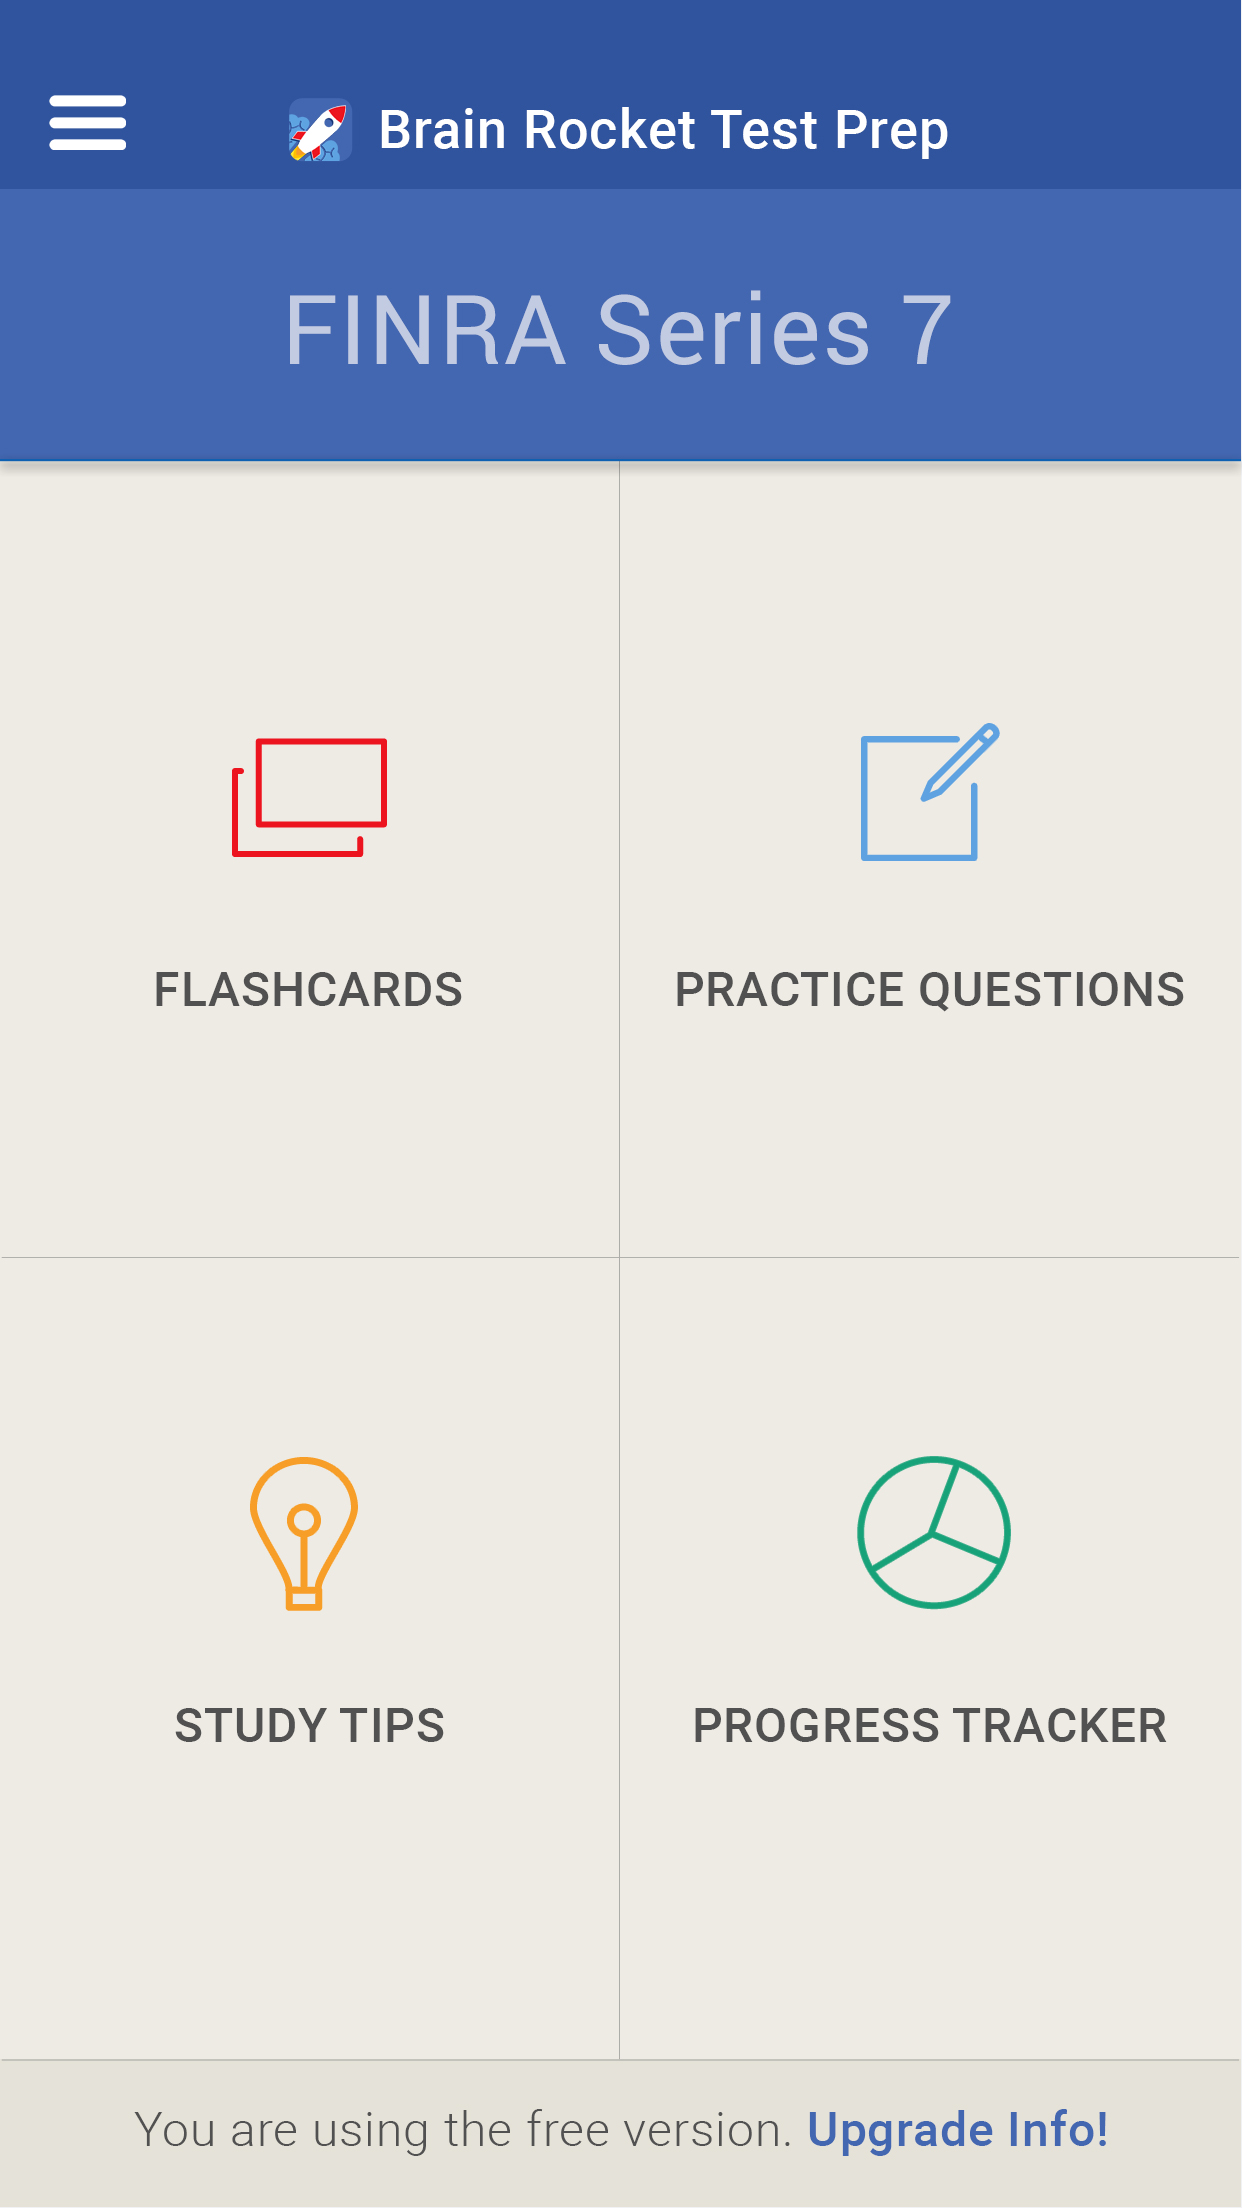 Brain Rocket Test Prep
FINRA Series 7
FLASHCARDS
PRACTICE QUESTIONS
STUDY TIPS
PROGRESS TRACKER
You are using the free version. Upgrade Info!